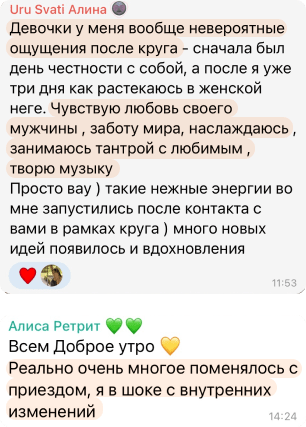 Uru Svati Алина
Девочки у меня вообще невероятные
ощущения после круга - сначала был
день честности с собой, а после я уже
три дня как растекаюсь в женской
неге. Чувствую любовь своего
мужчины , заботу мира, наслаждаюсь ,
занимаюсь тантрой с любимым ,
творю музыку
Просто вау ) такие нежные энергии во
мне запустились после контакта с
вами в рамках круга ) много новых
идей появилось и вдохновления
11:53
Алиса Ретрит 💚💚
Всем Доброе утро 💛
Реально очень многое поменялось с
приездом, я в шоке с внутренних
изменений
14:24